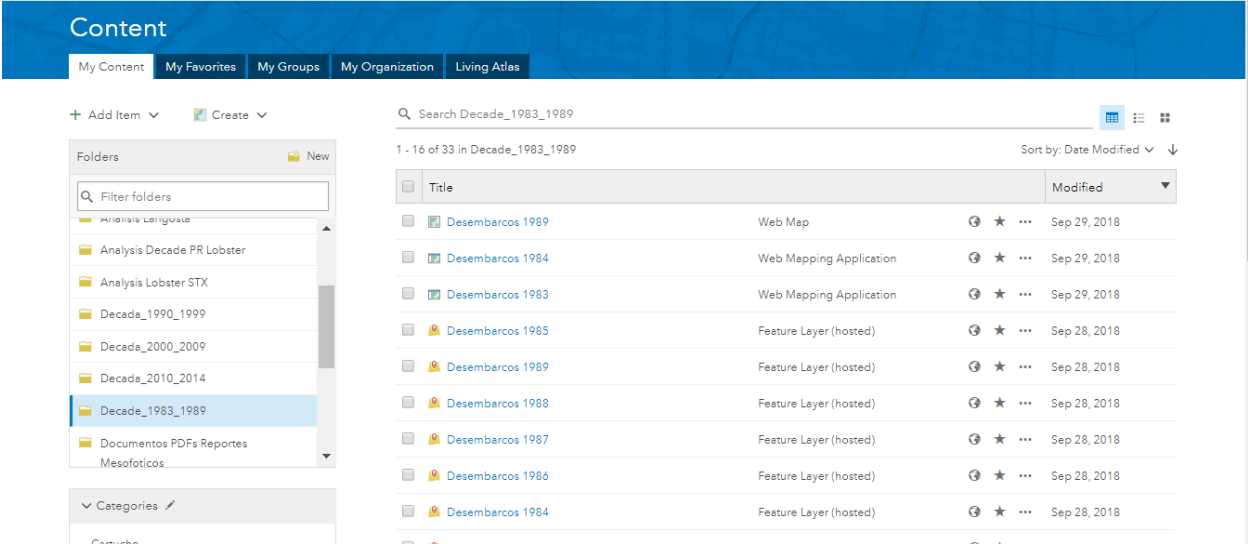 Content
My Content My Favorites My Groups My Organization Living Atlas
Add Item Create
Search Decade_1983_1989
Folders New
1 - 16 of 33 in Decade_1983_1989 Sort by: Date Modified
Filter folders
Title Modified
Analisis Langosta
Analysis Decade PR Lobster
Analysis Lobster STX
Decada_1990_1999
Decada_2000_2009
Decada_2010_2014
Decade_1983_1989
Documentos PDFs Reportes
Mesofoticos
Categories
Cartucho
Desembarcos 1989 Web Map Sep 29, 2018
Desembarcos 1984 Web Mapping Application Sep 29, 2018
Desembarcos 1983 Web Mapping Application Sep 29, 2018
Desembarcos 1985 Feature Layer (hosted) Sep 28, 2018
Desembarcos 1989 Feature Layer (hosted) Sep 28, 2018
Desembarcos 1988 Feature Layer (hosted) Sep 28, 2018
Desembarcos 1987 Feature Layer (hosted) Sep 28, 2018
Desembarcos 1986 Feature Layer (hosted) Sep 28, 2018
Desembarcos 1984 Feature Layer (hosted) Sep 28, 2018